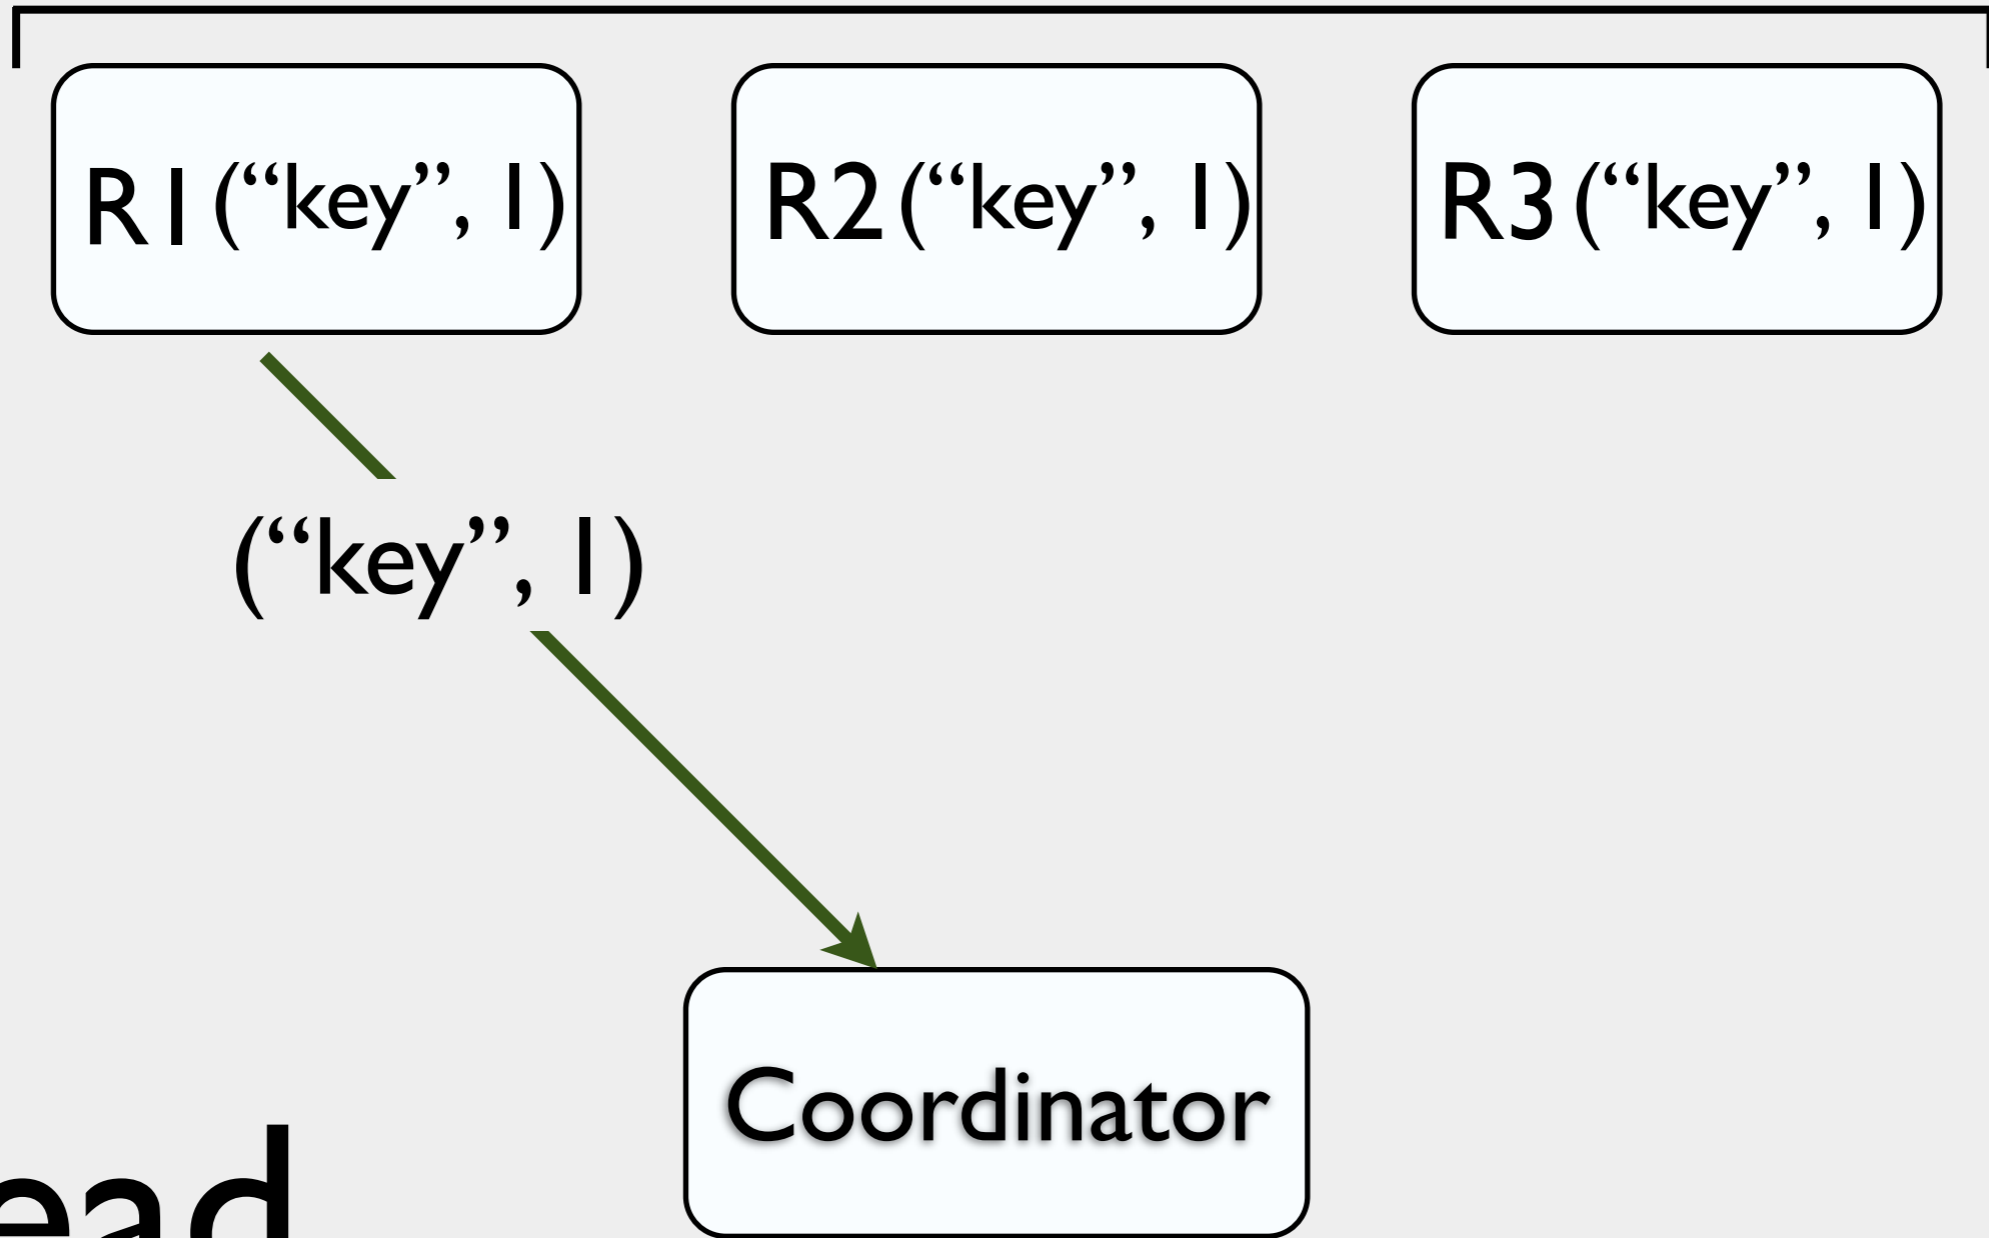 R1 (“key”, 1) R2 (“key”, 1) R3 (“key”, 1)
(“key”, 1)
Coordinator
ead